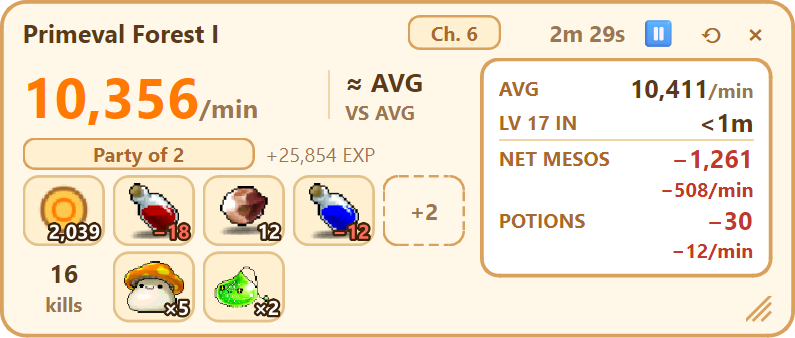 Primeval Forest I
Ch. 6
2m 29s
10,356/min
≈ AVG
VS AVG
Party of 2
+25,854 EXP
2,039
−18
12
−12
+2
16
kills
×5
×2
AVG 10,411/min
LV 17 IN <1m
NET MESOS −1,261
−508/min
POTIONS −30
−12/min